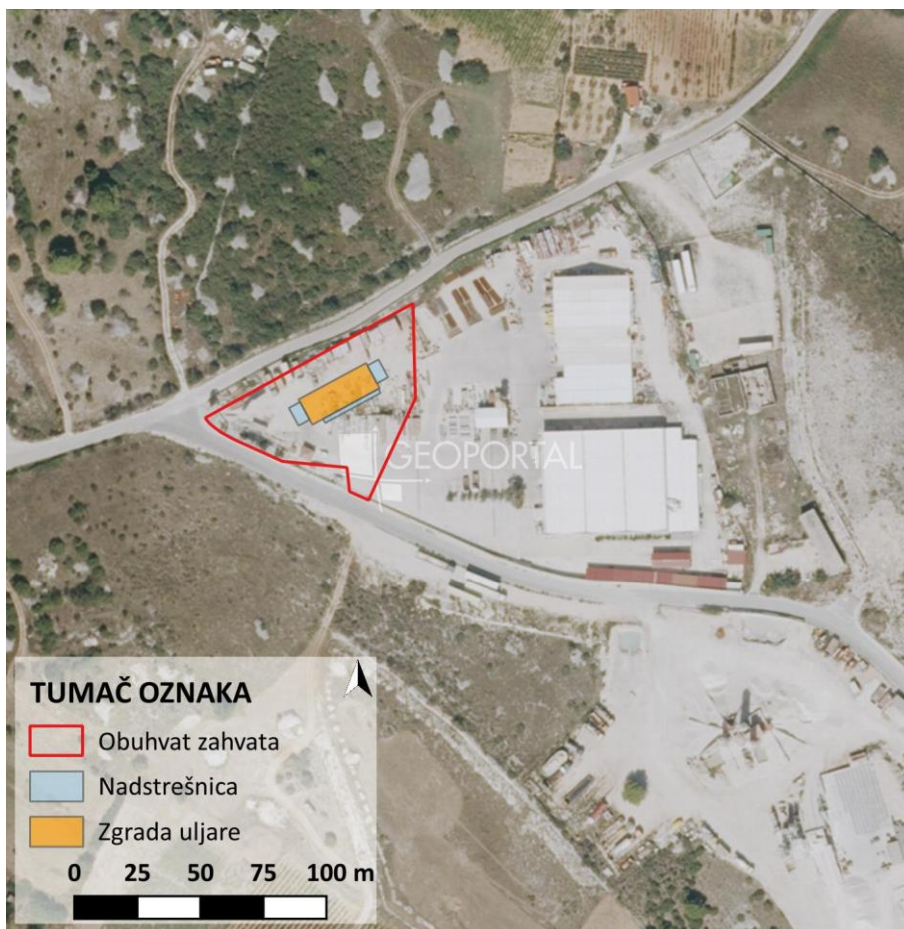 GEOPORTAL
TUMAČ OZNAKA
Obuhvat zahvata
Nadstrešnica
Zgrada uljare
0 25 50 75 100 m